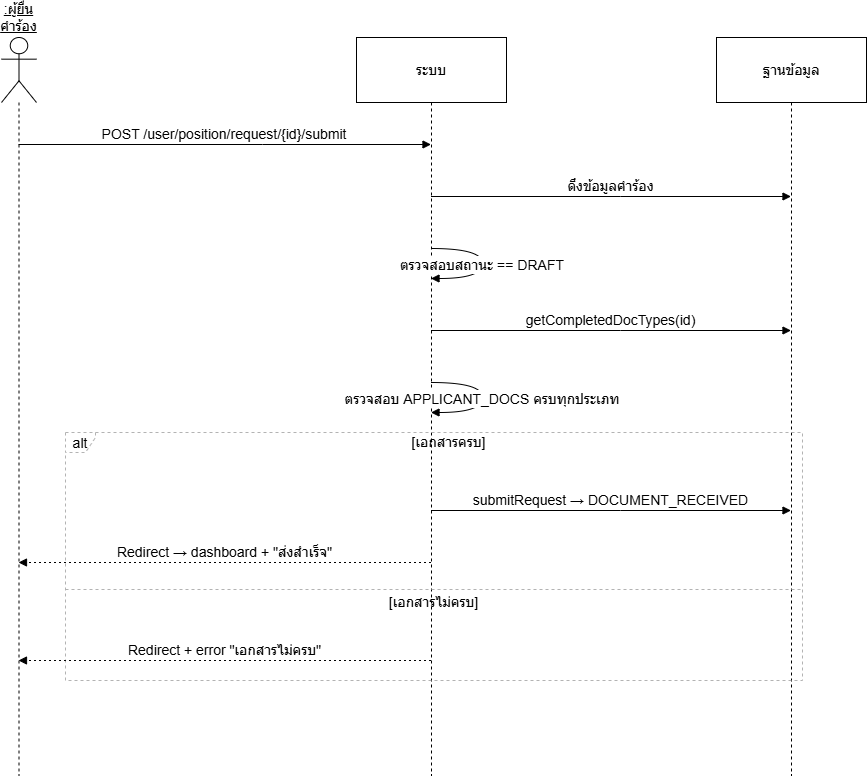 :ผู้ยื่น
คำร้อง
ระบบ
ฐานข้อมูล
POST /user/position/request/{id}/submit
ดึงข้อมูลคำร้อง
ตรวจสอบสถานะ == DRAFT
getCompletedDocTypes(id)
ตรวจสอบ APPLICANT_DOCS ครบทุกประเภท
alt
[เอกสารครบ]
submitRequest → DOCUMENT_RECEIVED
Redirect → dashboard + "ส่งสำเร็จ"
[เอกสารไม่ครบ]
Redirect + error "เอกสารไม่ครบ"